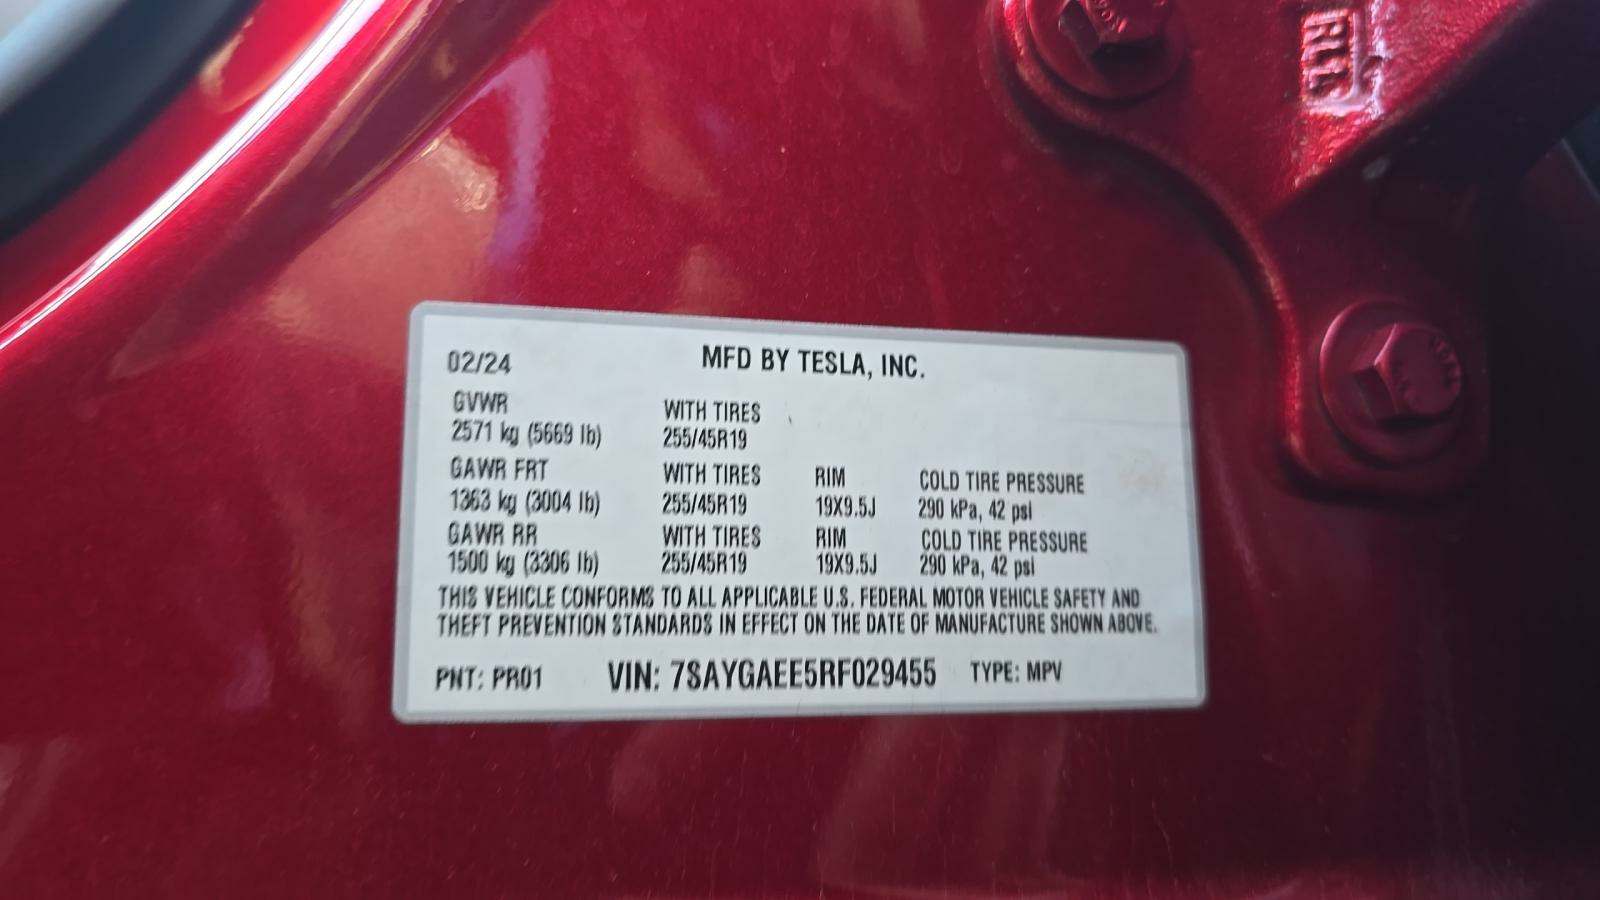 RLL
02/24 MFD BY TESLA, INC.
GVWR WITH TIRES
2571 kg (5669 lb) 255/45R19
GAWR FRT WITH TIRES RIM COLD TIRE PRESSURE
1363 kg (3004 lb) 255/45R19 19X9.5J 290 kPa, 42 psi
GAWR RR WITH TIRES RIM COLD TIRE PRESSURE
1500 kg (3306 lb) 255/45R19 19X9.5J 290 kPa, 42 psi
THIS VEHICLE CONFORMS TO ALL APPLICABLE U.S. FEDERAL MOTOR VEHICLE SAFETY AND
THEFT PREVENTION STANDARDS IN EFFECT ON THE DATE OF MANUFACTURE SHOWN ABOVE.
PNT: PR01 VIN: 7SAYGAEE5RF029455 TYPE: MPV